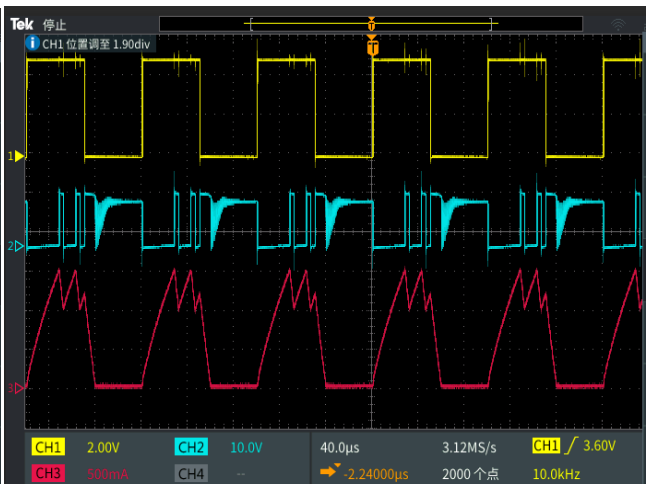 Tek 停止
i CH1 位置调至 1.90div
T
T
1
2
3
CH1 2.00V CH2 10.0V 40.0µs 3.12MS/s CH1 3.60V
CH3 500mA CH4 -- -2.24000µs 2000 个点 10.0kHz